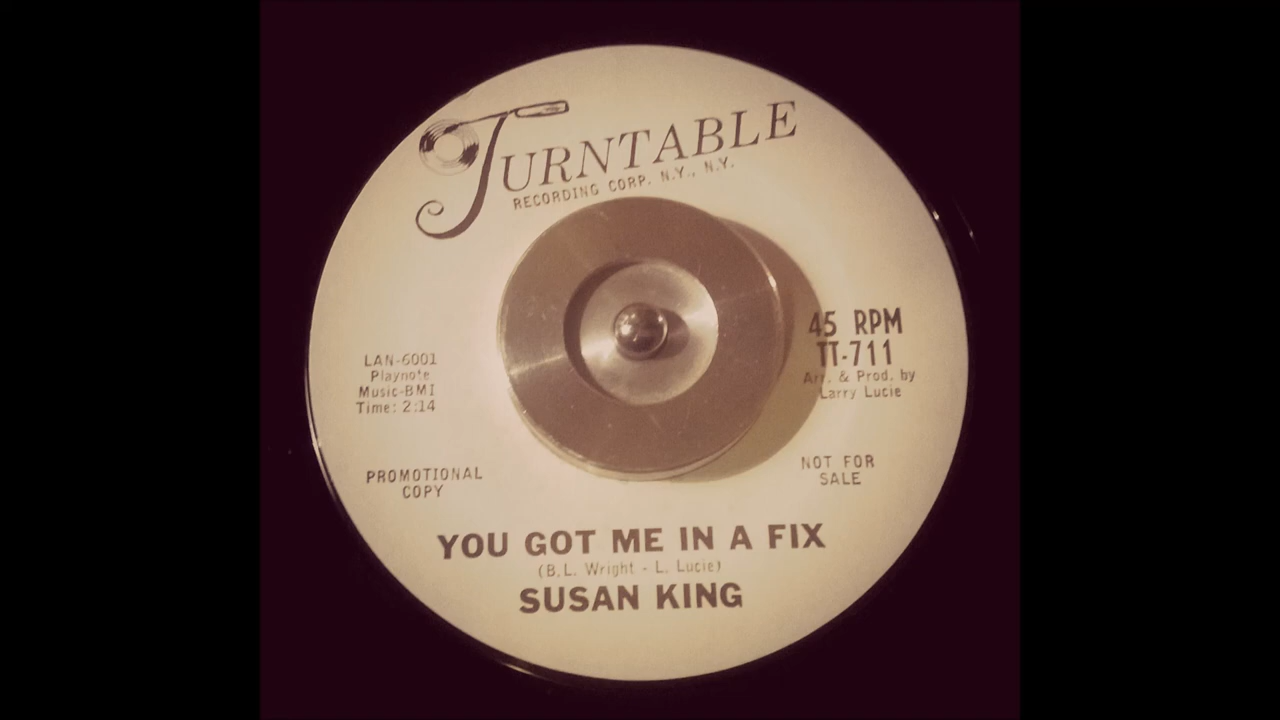 TURNTABLE
RECORDING CORP. N.Y., N.Y.
45 RPM
TT-711
Arr. & Prod. by
Larry Lucie
LAN-6001
Playnote
Music-BMI
Time: 2:14
PROMOTIONAL
COPY
NOT FOR
SALE
YOU GOT ME IN A FIX
(B.L. Wright - L. Lucie)
SUSAN KING